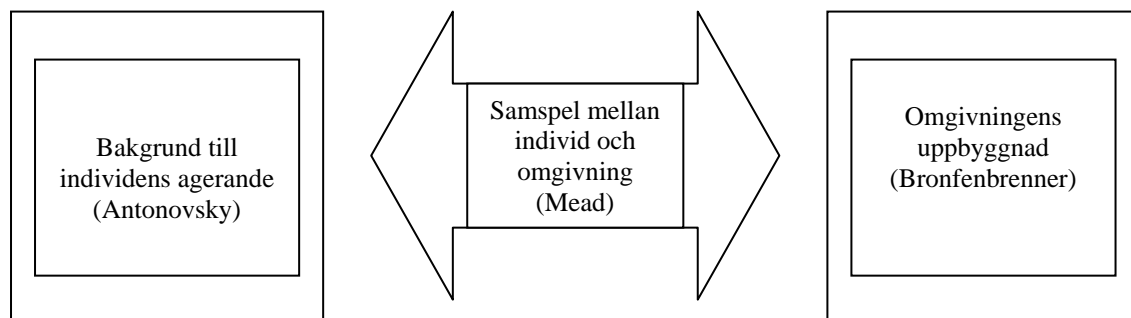 Bakgrund till
individens agerande
(Antonovsky)
Samspel mellan
individ och
omgivning
(Mead)
Omgivningens
uppbyggnad
(Bronfenbrenner)